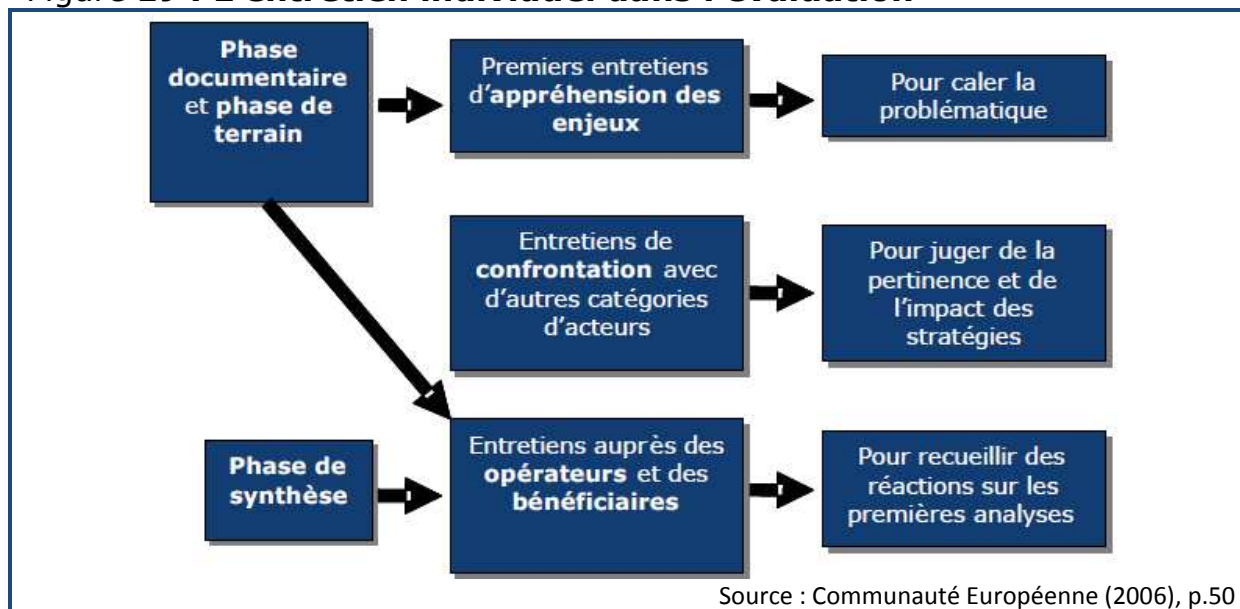 Phase
documentaire
et phase de
terrain
Premiers entretiens
d'appréhension des
enjeux
Pour caler la
problématique
Entretiens de
confrontation avec
d'autres catégories
d'acteurs
Pour juger de la
pertinence et de
l'impact des
stratégies
Phase de
synthèse
Entretiens auprès des
opérateurs et des
bénéficiaires
Pour recueillir des
réactions sur les
premières analyses
Source : Communauté Européenne (2006), p.50